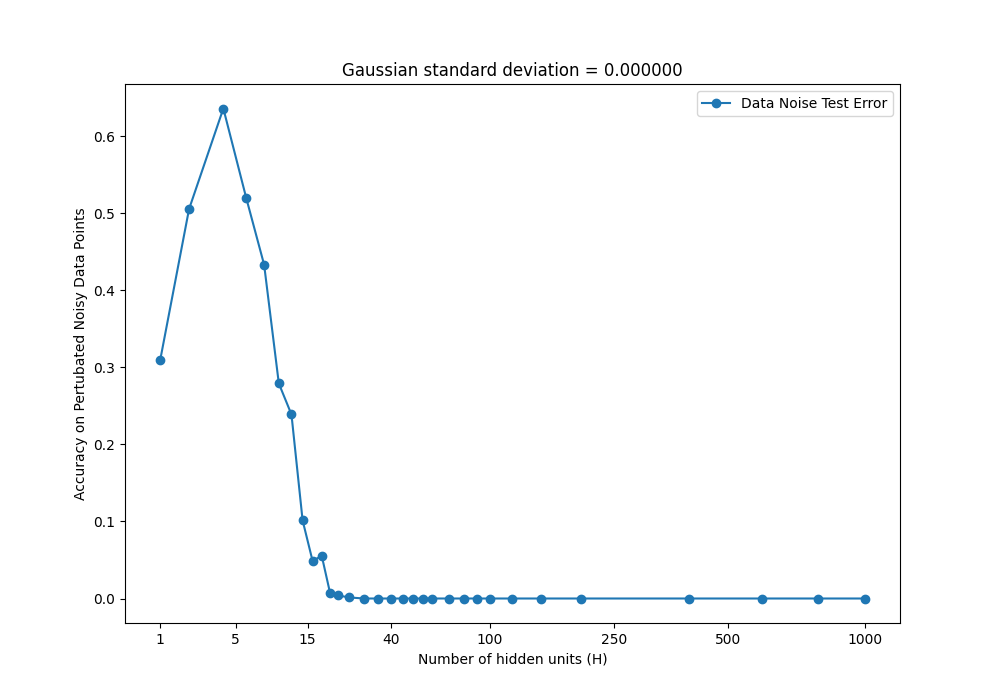 Gaussian standard deviation = 0.000000
Data Noise Test Error
Accuracy on Pertubated Noisy Data Points
0.6
0.5
0.4
0.3
0.2
0.1
0.0
1 5 15 40 100 250 500 1000
Number of hidden units (H)